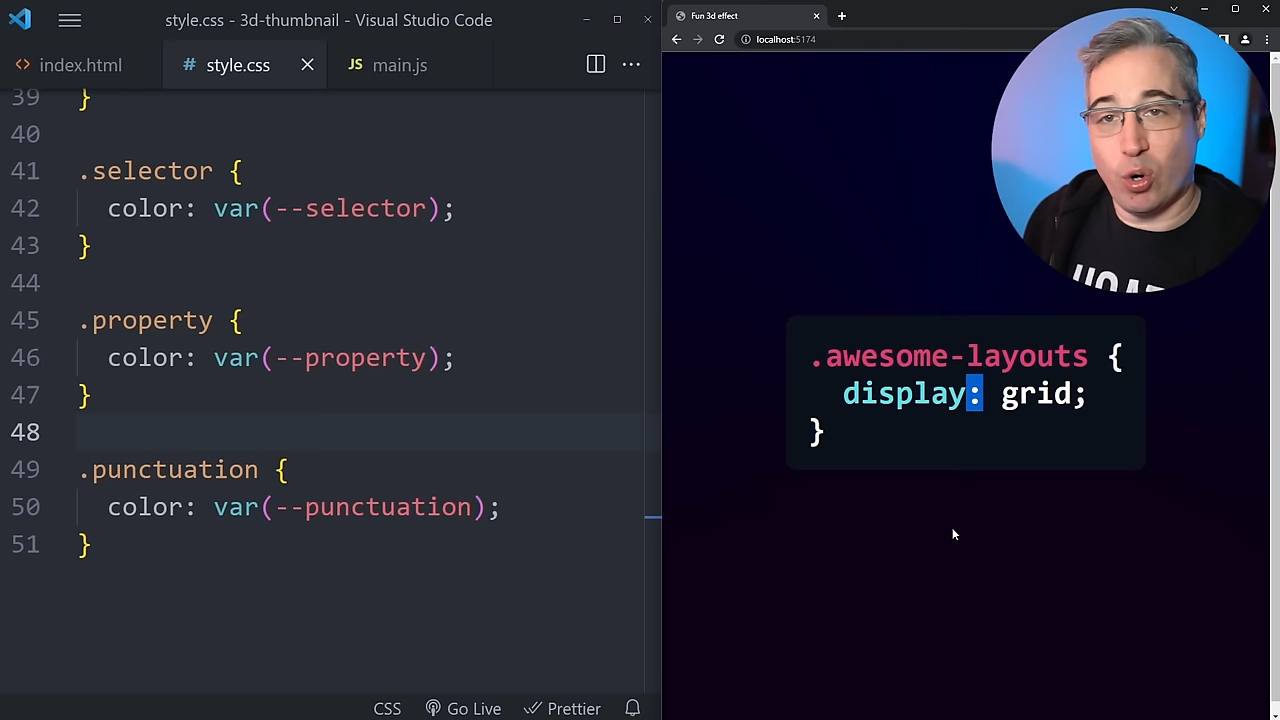 style.css - 3d-thumbnail - Visual Studio Code
<> index.html
# style.css
JS main.js
39 }
40
41 .selector {
42 color: var(--selector);
43 }
44
45 .property {
46 color: var(--property);
47 }
48
49 .punctuation {
50 color: var(--punctuation);
51 }
CSS Go Live Prettier
Fun 3d effect
localhost:5174
.awesome-layouts {
display: grid;
}